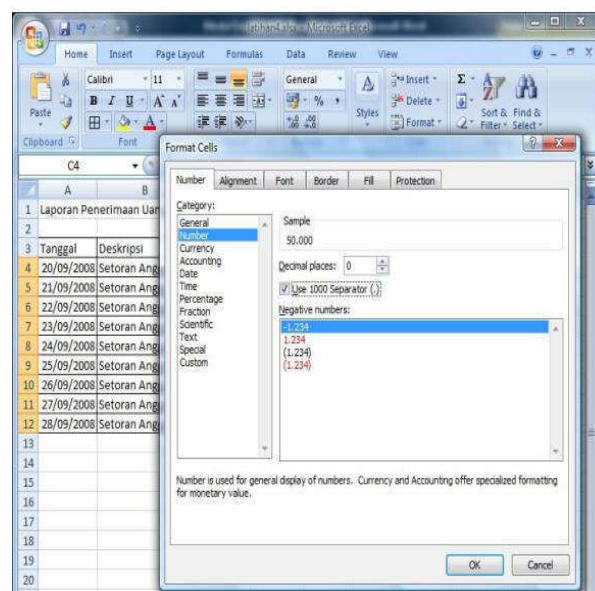 latihan4.xlsx - Microsoft Excel
Home Insert Page Layout Formulas Data Review View
Paste
Clipboard
Calibri 11
B I U A A
Font
General
% ,
Styles
Insert
Delete
Format
Σ
Sort & Filter
Find & Select
C4
Format Cells
Number Alignment Font Border Fill Protection
Category:
General
Number
Currency
Accounting
Date
Time
Percentage
Fraction
Scientific
Text
Special
Custom
Sample
50.000
Decimal places: 0
Use 1000 Separator (.)
Negative numbers:
-1.234
1.234
(1.234)
(1.234)
Number is used for general display of numbers. Currency and Accounting offer specialized formatting
for monetary value.
OK Cancel
A B
1 Laporan Penerimaan Uan
2
3 Tanggal Deskripsi
4 20/09/2008 Setoran Ang
5 21/09/2008 Setoran Ang
6 22/09/2008 Setoran Ang
7 23/09/2008 Setoran Ang
8 24/09/2008 Setoran Ang
9 25/09/2008 Setoran Ang
10 26/09/2008 Setoran Ang
11 27/09/2008 Setoran Ang
12 28/09/2008 Setoran Ang
13
14
15
16
17
18
19
20